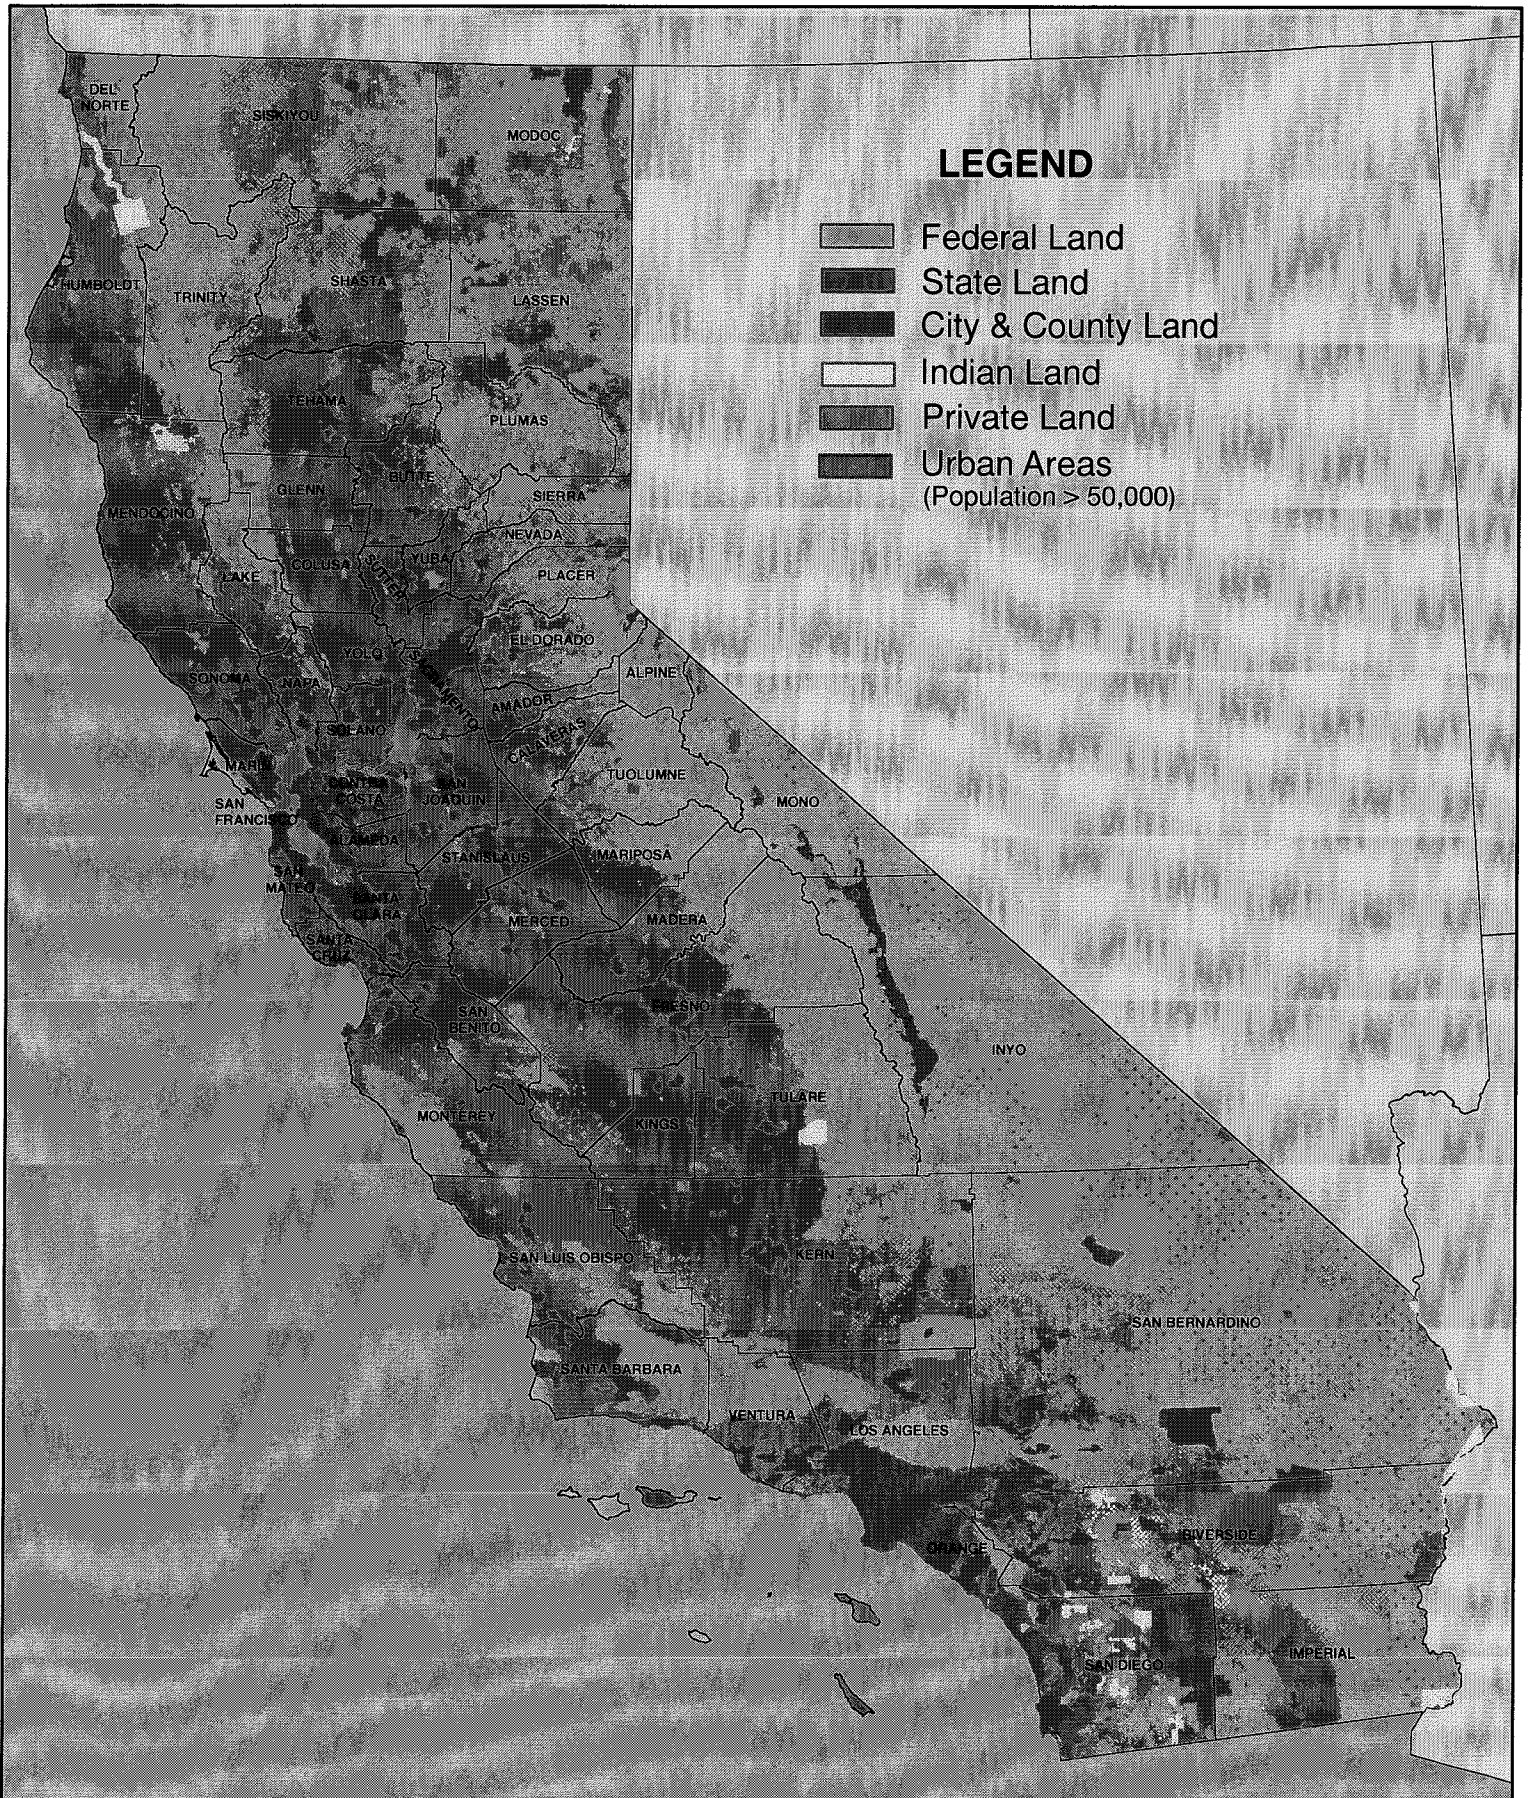 LEGEND
Federal Land
State Land
City & County Land
Indian Land
Private Land
Urban Areas
(Population > 50,000)
DEL
NORTE
SISKIYOU
MODOC
HUMBOLDT
TRINITY
SHASTA
LASSEN
TEHAMA
PLUMAS
BUTTE
GLENN
SIERRA
MENDOCINO
NEVADA
COLUSA
SUTTER
YUBA
LAKE
PLACER
EL DORADO
YOLO
SONOMA
NAPA
SACRAMENTO
ALPINE
AMADOR
SOLANO
CALAVERAS
MARIN
TUOLUMNE
CONTRA
COSTA
SAN
JOAQUIN
MONO
SAN
FRANCISCO
ALAMEDA
STANISLAUS
MARIPOSA
SAN
MATEO
SANTA
CLARA
MERCED
MADERA
SANTA
CRUZ
FRESNO
SAN
BENITO
INYO
MONTEREY
KINGS
TULARE
SAN LUIS OBISPO
KERN
SAN BERNARDINO
SANTA BARBARA
VENTURA
LOS ANGELES
RIVERSIDE
ORANGE
SAN DIEGO
IMPERIAL